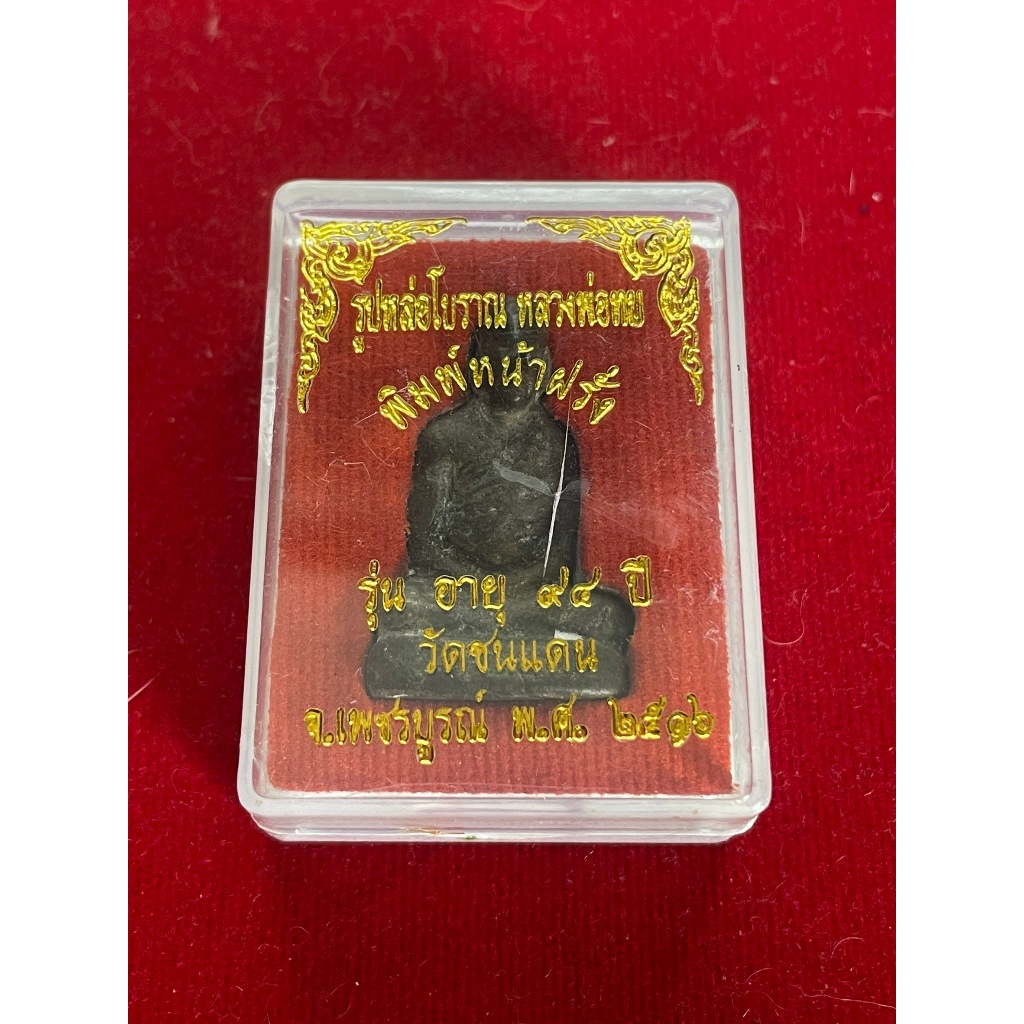 รูปหล่อโบราณ หลวงพ่อทบ
พิมพ์หน้าฝรั่ง
รุ่น อายุ ๙๔ ปี
วัดชนแดน
จ.เพชรบูรณ์ พ.ศ. ๒๕๑๖